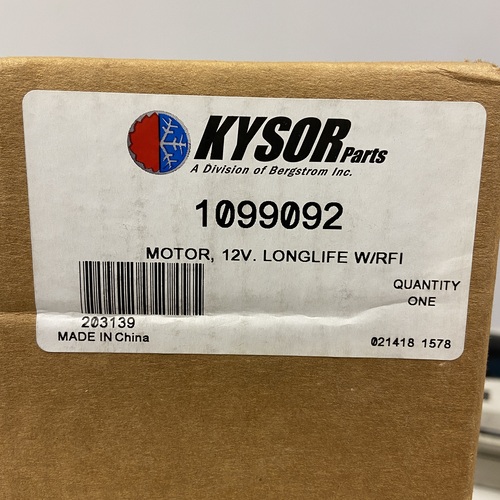 KYSOR Parts
A Division of Bergstrom Inc.
1099092
MOTOR, 12V. LONGLIFE W/RFI
QUANTITY
ONE
203139
MADE IN China
021418 1578